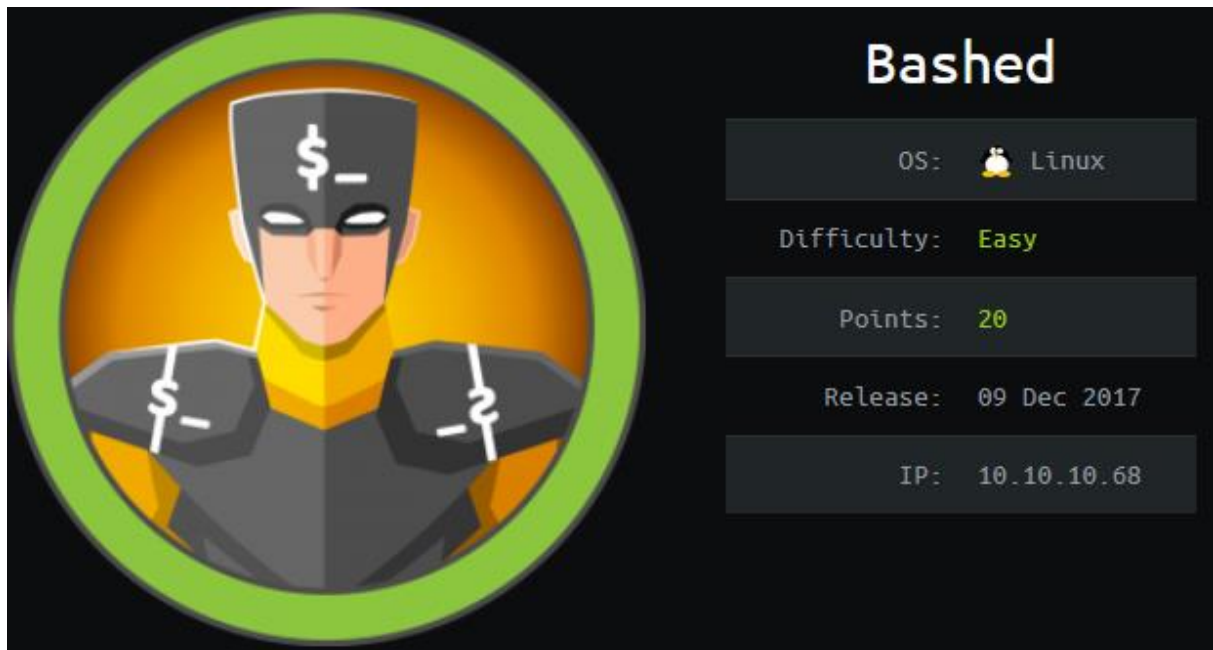 Bashed
OS: Linux
Difficulty: Easy
Points: 20
Release: 09 Dec 2017
IP: 10.10.10.68
$_
$_
$_